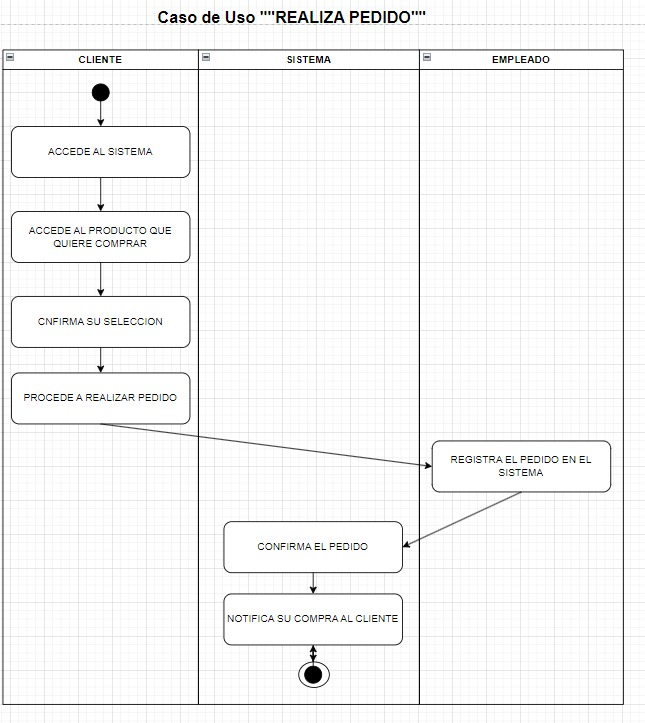 Caso de Uso ""REALIZA PEDIDO""
CLIENTE
SISTEMA
EMPLEADO
ACCEDE AL SISTEMA
ACCEDE AL PRODUCTO QUE
QUIERE COMPRAR
CNFIRMA SU SELECCION
PROCEDE A REALIZAR PEDIDO
REGISTRA EL PEDIDO EN EL
SISTEMA
CONFIRMA EL PEDIDO
NOTIFICA SU COMPRA AL CLIENTE